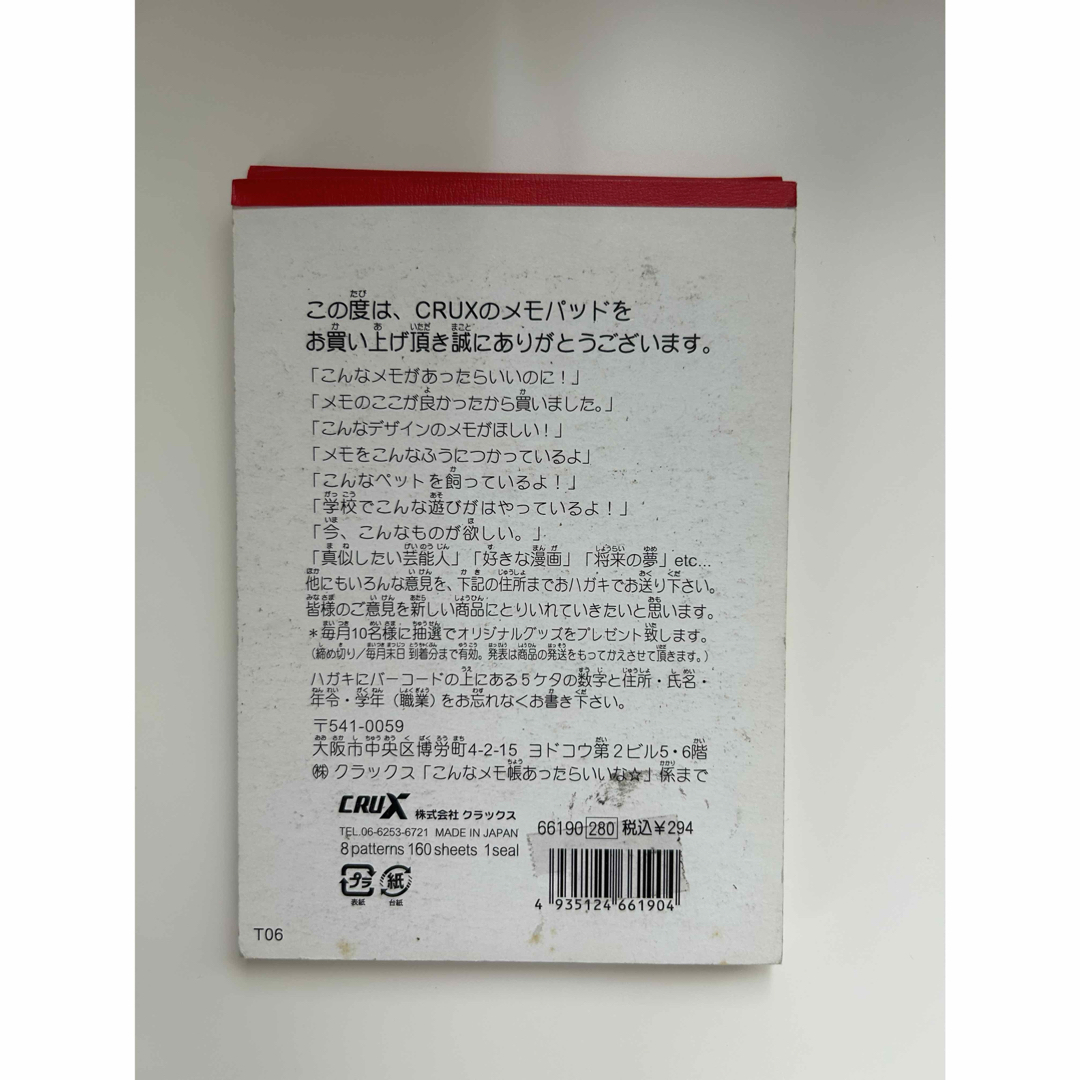 この度は、CRUXのメモパッドを
お買い上げ頂き誠にありがとうございます。
「こんなメモがあったらいいのに！」
「メモのここが良かったから買いました。」
「こんなデザインのメモがほしい！」
「メモをこんなふうにつかっているよ」
「こんなペットを飼っているよ！」
「学校でこんな遊びがはやっているよ！」
「今、こんなものが欲しい。」
「真似したい芸能人」「好きな漫画」「将来の夢」etc...
他にもいろんな意見を、下記の住所までおハガキでお送り下さい。
皆様のご意見を新しい商品にとりいれていきたいと思います。
＊毎月10名様に抽選でオリジナルグッズをプレゼント致します。
（締め切り／毎月末日 到着分まで有効。発表は商品の発送をもってかえさせて頂きます。）
ハガキにバーコードの上にある5ケタの数字と住所・氏名・
年令・学年（職業）をお忘れなくお書き下さい。
〒541-0059
大阪市中央区博労町4-2-15 ヨドコウ第2ビル5・6階
㈱クラックス「こんなメモ帳あったらいいな☆」係まで
CRUX 株式会社 クラックス
TEL.06-6253-6721 MADE IN JAPAN
8 patterns 160 sheets 1 seal
66190 280 税込¥294
プラ 紙
表紙 台紙
4 935124 661904
T06